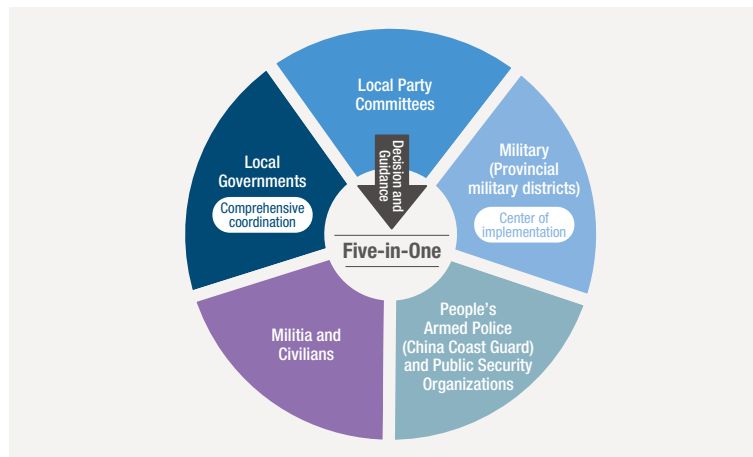 Local Party
Committees
Decision and
Guidance
Local
Governments
Comprehensive
coordination
Military
(Provincial
military districts)
Center of
implementation
Five-in-One
Militia and
Civilians
People's
Armed Police
(China Coast Guard)
and Public Security
Organizations